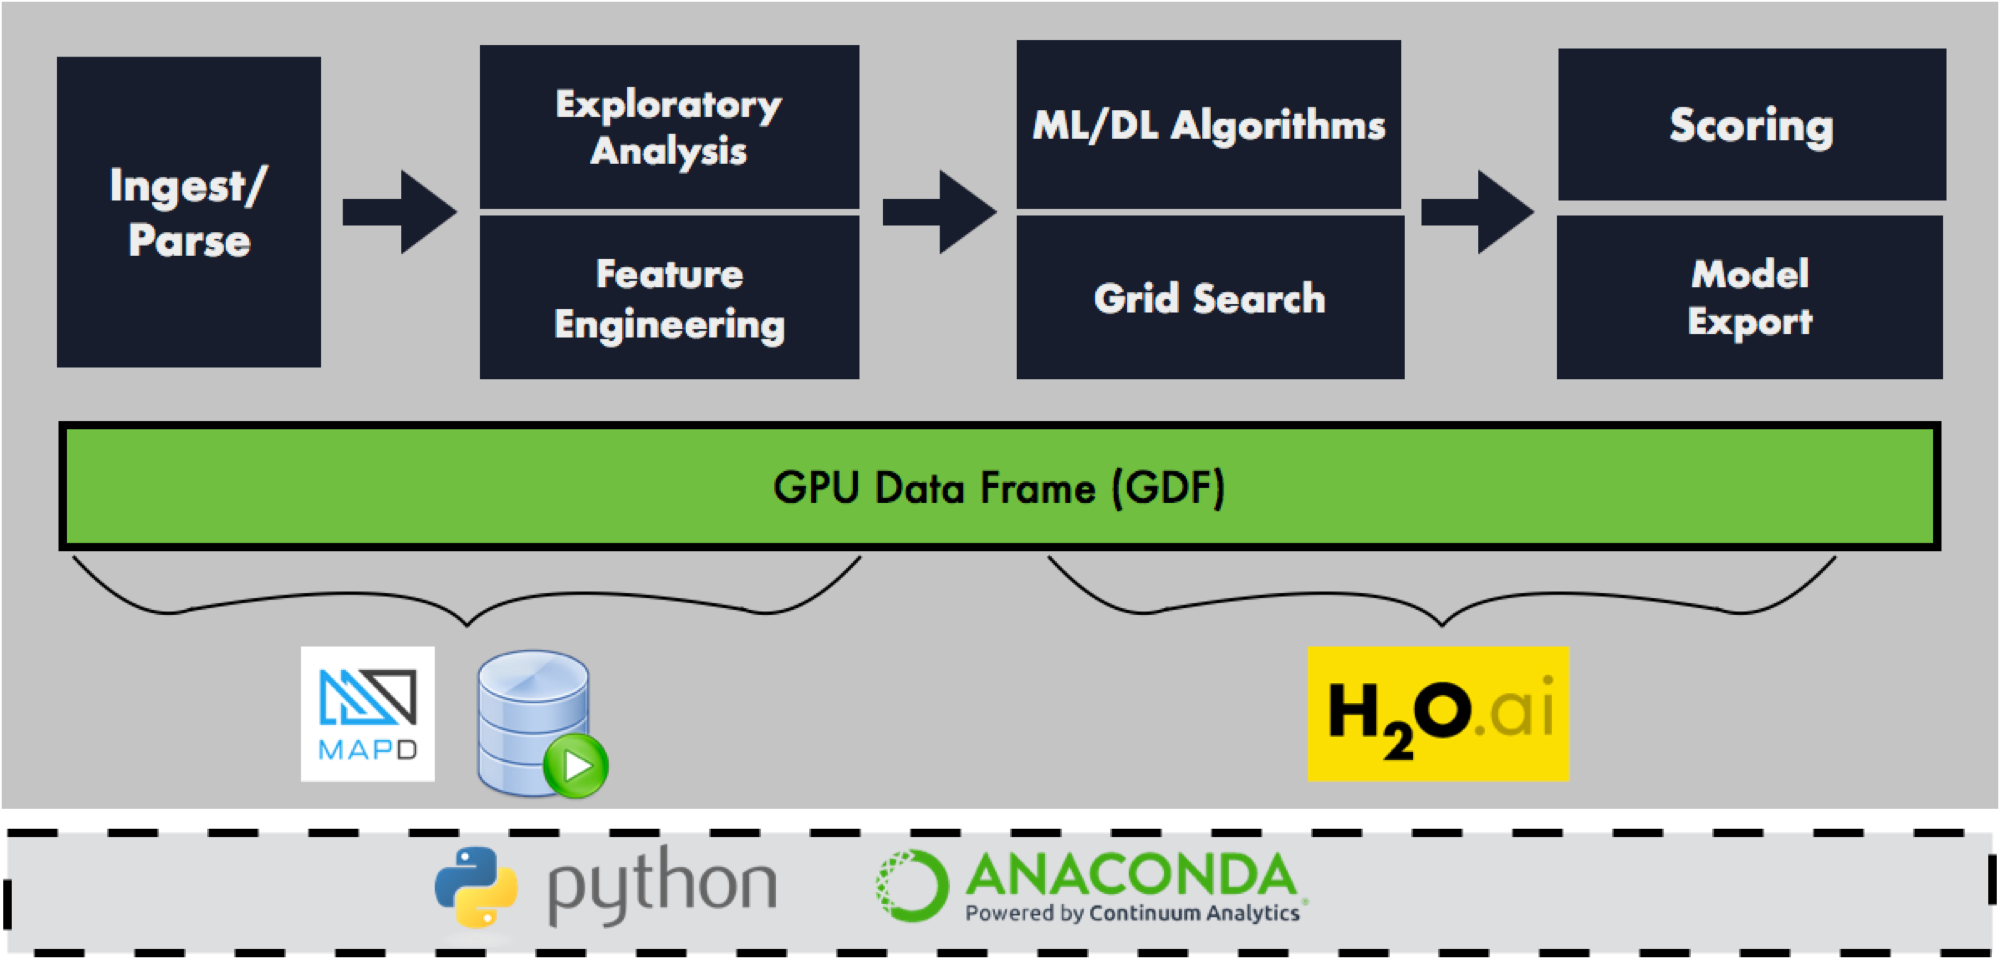 Ingest/
Parse
Exploratory
Analysis
Feature
Engineering
ML/DL Algorithms
Grid Search
Scoring
Model
Export
GPU Data Frame (GDF)
MAPD
H2O.ai
python
ANACONDA
Powered by Continuum Analytics®